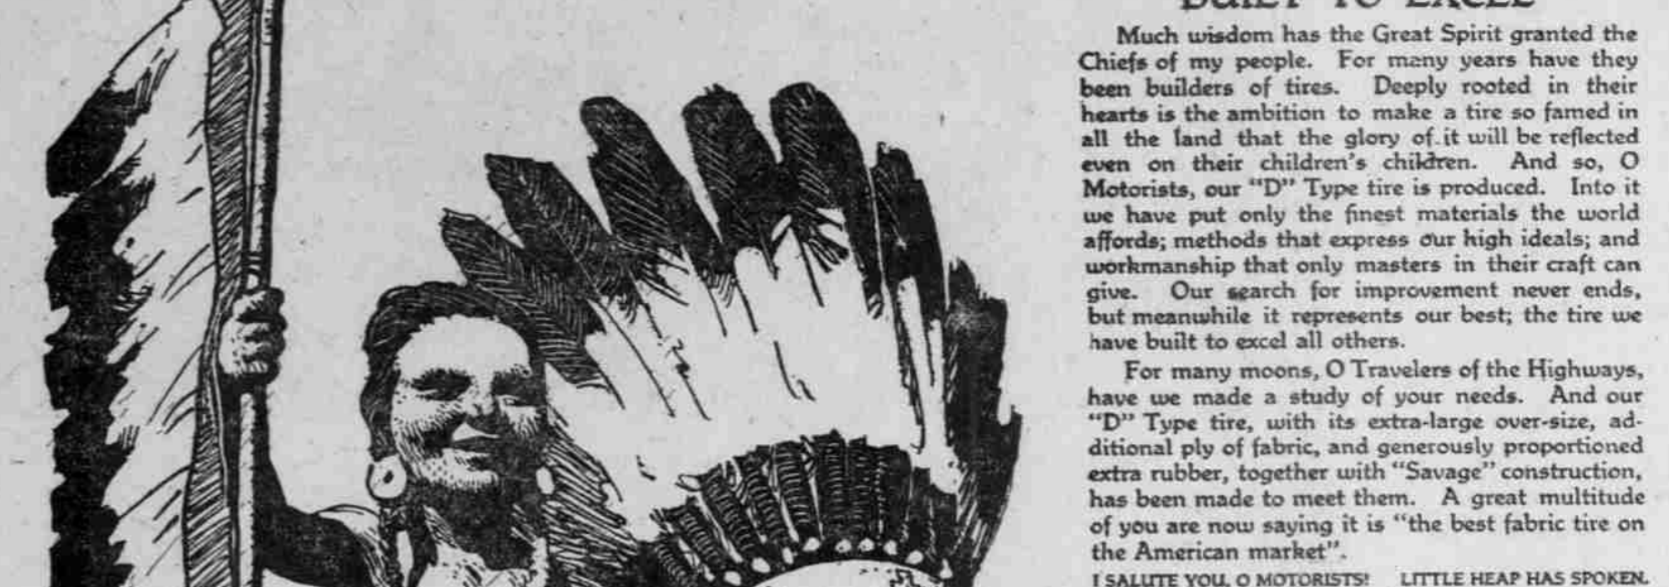 BUILT TO EXCEL
Much wisdom has the Great Spirit granted the
Chiefs of my people. For many years have they
been builders of tires. Deeply rooted in their
hearts is the ambition to make a tire so famed in
all the land that the glory of it will be reflected
even on their children's children. And so, O
Motorists, our "D" Type tire is produced. Into it
we have put only the finest materials the world
affords; methods that express our high ideals; and
workmanship that only masters in their craft can
give. Our search for improvement never ends,
but meanwhile it represents our best; the tire we
have built to excel all others.
For many moons, O Travelers of the Highways,
have we made a study of your needs. And our
"D" Type tire, with its extra-large over-size, ad-
ditional ply of fabric, and generously proportioned
extra rubber, together with "Savage" construction,
has been made to meet them. A great multitude
of you are now saying it is "the best fabric tire on
the American market".
I SALUTE YOU, O MOTORISTS! LITTLE HEAP HAS SPOKEN.